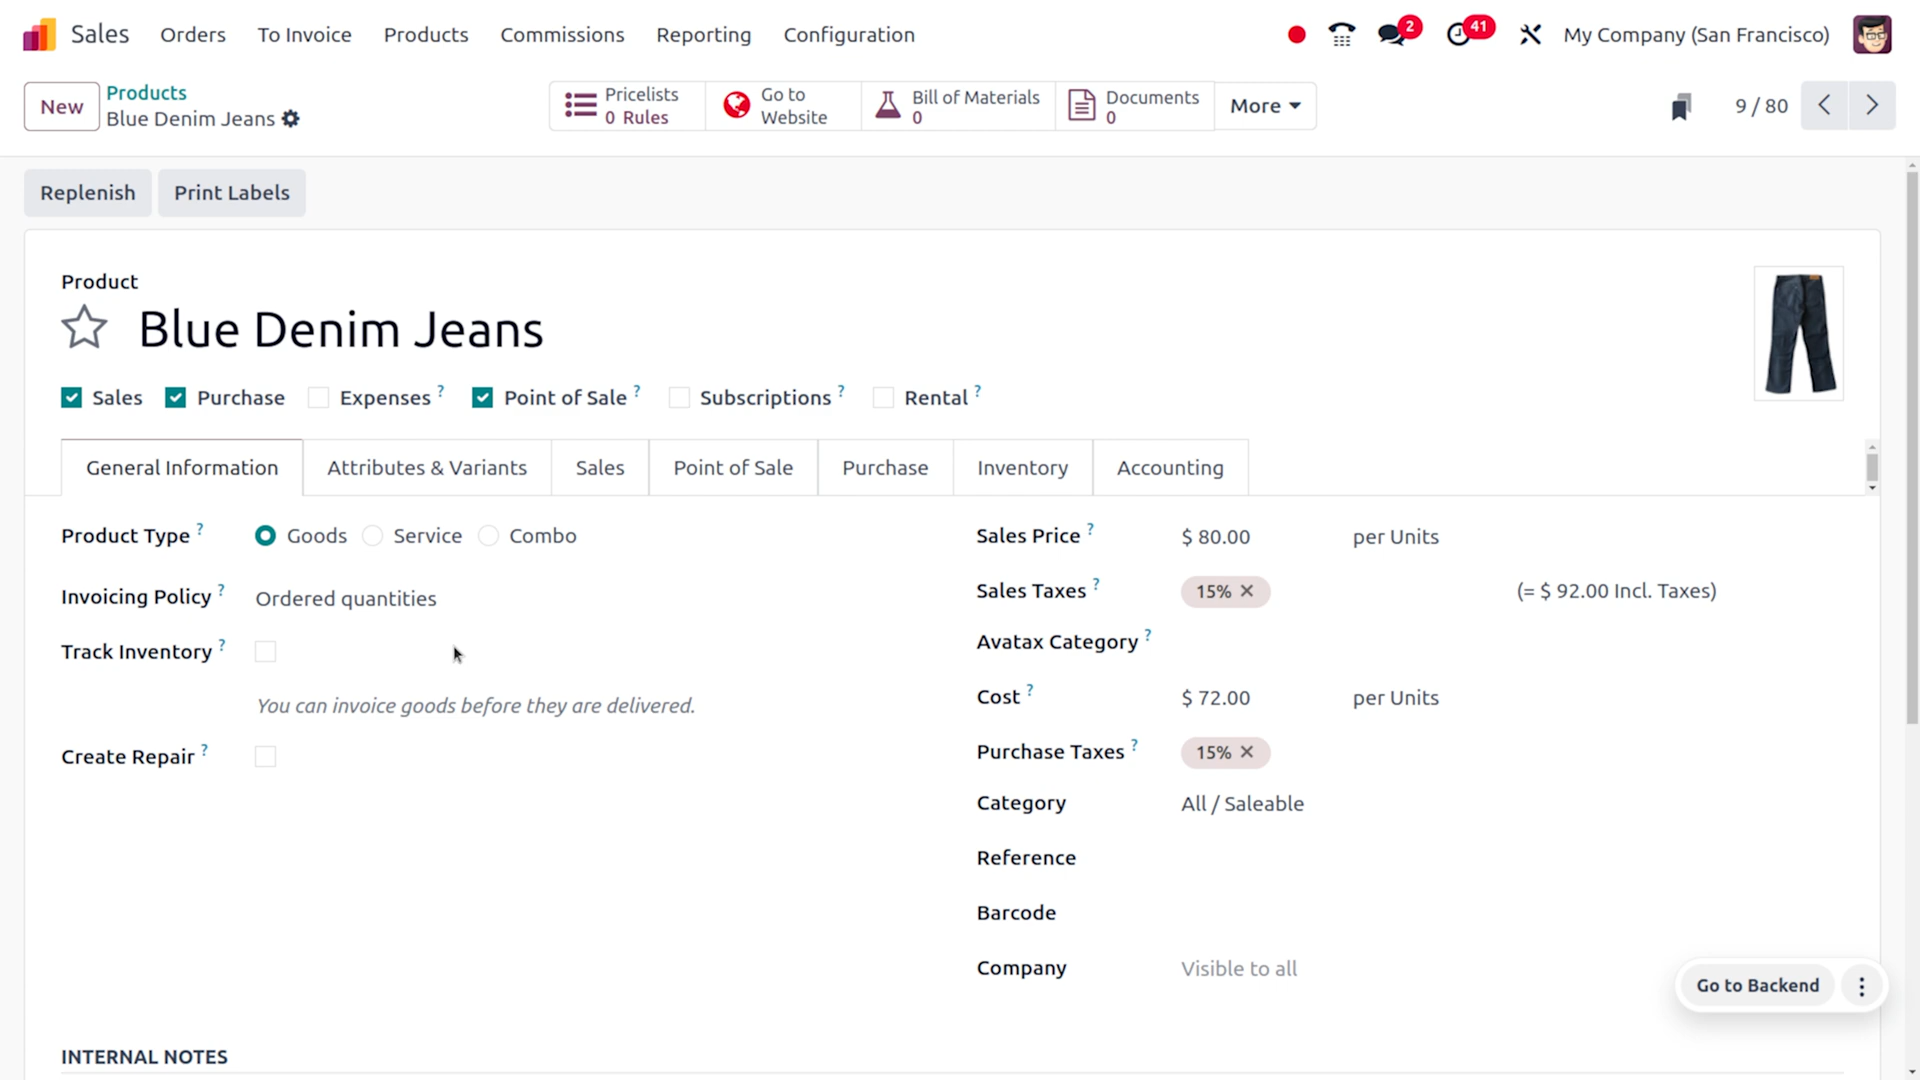 Sales Orders To Invoice Products Commissions Reporting Configuration 2 41 My Company (San Francisco)
New Products Pricelists Go to Bill of Materials Documents More 9 / 80
Blue Denim Jeans 0 Rules Website 0 0
Replenish Print Labels
Product
Blue Denim Jeans
Sales Purchase Expenses ? Point of Sale ? Subscriptions ? Rental ?
General Information Attributes & Variants Sales Point of Sale Purchase Inventory Accounting
Product Type ? Goods Service Combo Sales Price ? $ 80.00 per Units
Invoicing Policy ? Ordered quantities Sales Taxes ? 15% × (= $ 92.00 Incl. Taxes)
Track Inventory ? Avatax Category ?
You can invoice goods before they are delivered. Cost ? $ 72.00 per Units
Create Repair ? Purchase Taxes ? 15% ×
Category All / Saleable
Reference
Barcode
Company Visible to all
Go to Backend
INTERNAL NOTES